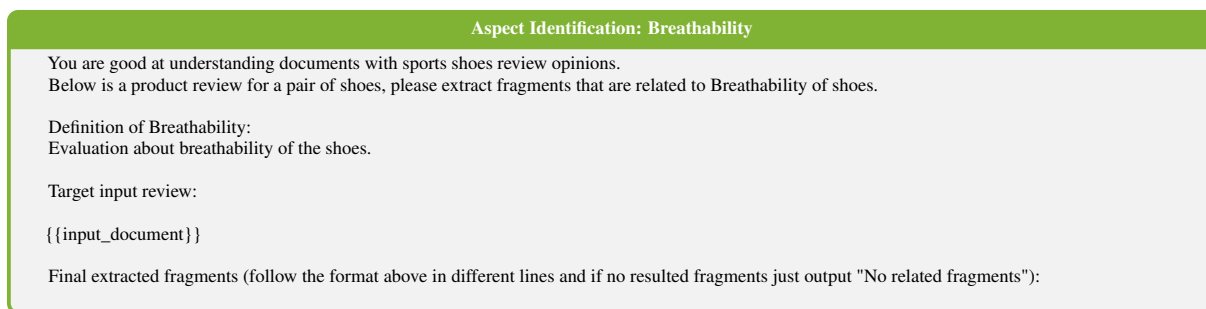 Aspect Identification: Breathability
You are good at understanding documents with sports shoes review opinions.
Below is a product review for a pair of shoes, please extract fragments that are related to Breathability of shoes.
Definition of Breathability:
Evaluation about breathability of the shoes.
Target input review:
{{input_document}}
Final extracted fragments (follow the format above in different lines and if no resulted fragments just output "No related fragments"):